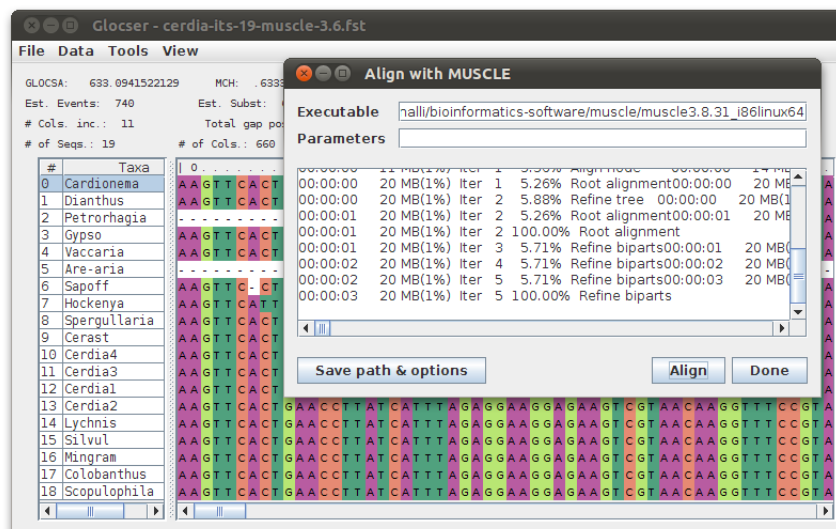 Glocser - cerdia-its-19-muscle-3.6.fst
File Data Tools View
GLOCSA: 633.0941522129 MCH: .6333
Est. Events: 740 Est. Subst:
# Cols. inc.: 11 Total gap pos
# of Seqs.: 19 # of Cols.: 660
Align with MUSCLE
Executable nalli/bioinformatics-software/muscle/muscle3.8.31_i86linux64
Parameters
00:00:00 20 MB(1%) Iter 1 5.26% Root alignment00:00:00 20 MB
00:00:00 20 MB(1%) Iter 2 5.88% Refine tree 00:00:00 20 MB(1
00:00:01 20 MB(1%) Iter 2 5.26% Root alignment00:00:01 20 MB
00:00:01 20 MB(1%) Iter 2 100.00% Root alignment
00:00:01 20 MB(1%) Iter 3 5.71% Refine biparts00:00:01 20 MB(
00:00:02 20 MB(1%) Iter 4 5.71% Refine biparts00:00:02 20 MB(
00:00:02 20 MB(1%) Iter 5 5.71% Refine biparts00:00:03 20 MB(
00:00:03 20 MB(1%) Iter 5 100.00% Refine biparts
Save path & options Align Done
# Taxa | 0 . . . . . . .
0 Cardionema A A G T T C A C T
1 Dianthus A A G T T C A C T
2 Petrorhagia - - - - - - - - -
3 Gypso A A G T T C A C T
4 Vaccaria A A G T T C A C T
5 Are-aria - - - - - - - - -
6 Sapoff A A G T T C - C T
7 Hockenya A A G T T C A T T
8 Spergullaria A A G T T C A C T
9 Cerast A A G T T C A C T
10 Cerdia4 A A G T T C A C T
11 Cerdia3 A A G T T C A C T
12 Cerdia1 A A G T T C A C T
13 Cerdia2 A A G T T C A C T G A A C C T T A T C A T T T A G A G G A A G G A G A A G T C G T A A C A A G G T T T C C G T A
14 Lychnis A A G T T C A C T G A A C C T T A T C A T T T A G A G G A A G G A G A A G T C G T A A C A A G G T T T C C G T A
15 Silvul A A G T T C A C T G A A C C T T A T C A T T T A G A G G A A G G A G A A G T C G T A A C A A G G T T T C C G T A
16 Mingram A A G T T C A C T G A A C C T T A T C A T T T A G A G G A A G G A G A A G T C G T A A C A A G G T T T C C G T A
17 Colobanthus A A G T T C A C T G A A C C T T A T C A T T T A G A G G A A G G A G A A G T C G T A A C A A G G T T T C C G T A
18 Scopulophila A A G T T C A C T G A A C C T T A T C A T T T A G A G G A A G G A G A A G T C G T A A C A A G G T T T C C G T A